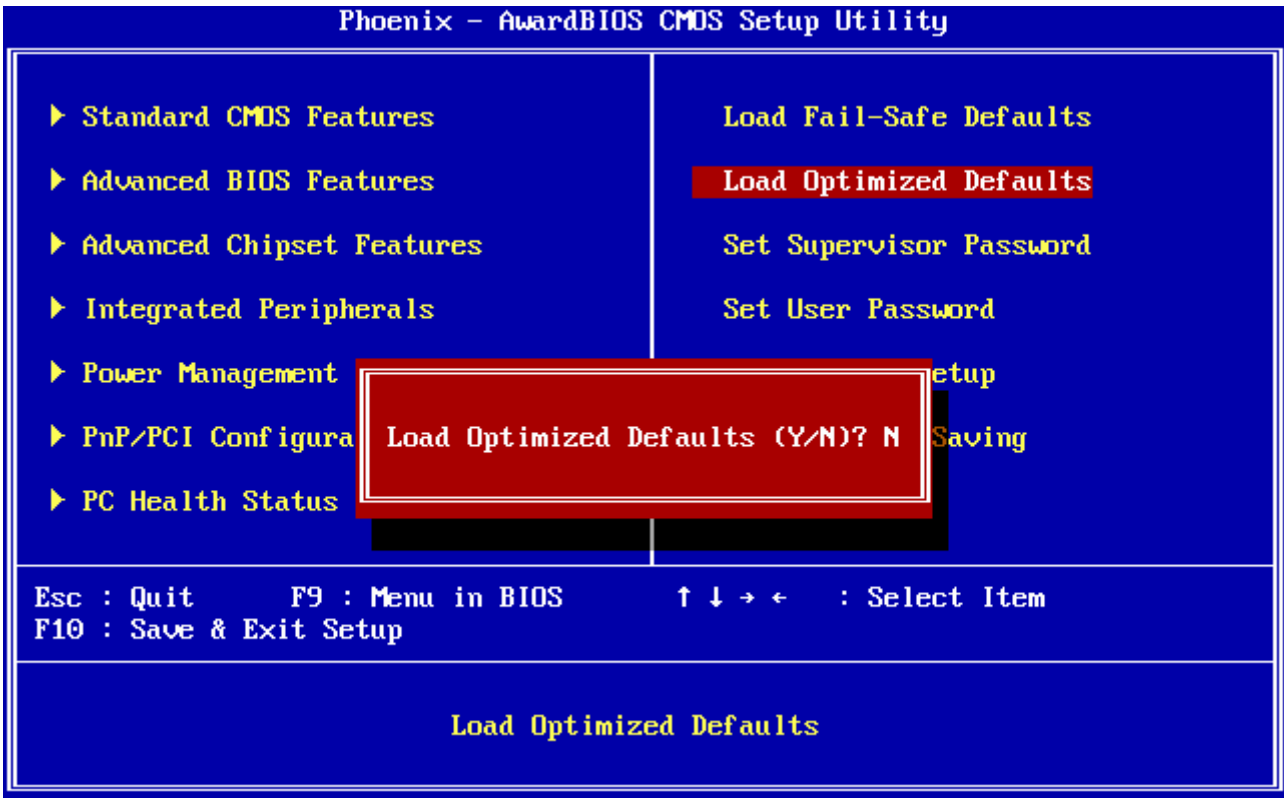 Phoenix - AwardBIOS CMOS Setup Utility
▶ Standard CMOS Features
▶ Advanced BIOS Features
▶ Advanced Chipset Features
▶ Integrated Peripherals
▶ Power Management
▶ PnP/PCI Configura
▶ PC Health Status
Load Fail-Safe Defaults
Load Optimized Defaults
Set Supervisor Password
Set User Password
etup
Saving
Load Optimized Defaults (Y/N)? N
Esc : Quit F9 : Menu in BIOS ↑ ↓ → ← : Select Item
F10 : Save & Exit Setup
Load Optimized Defaults